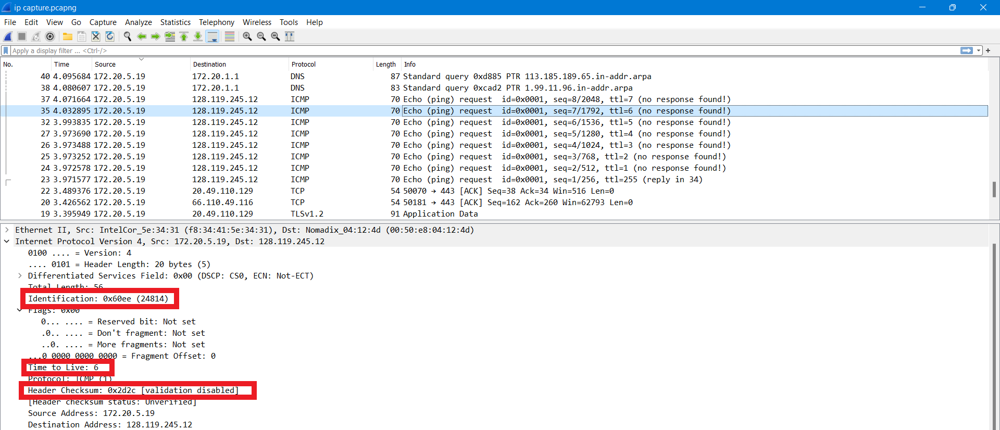 ip capture.pcapng
File Edit View Go Capture Analyze Statistics Telephony Wireless Tools Help
Apply a display filter ... <Ctrl-/>
No. Time Source Destination Protocol Length Info
40 4.095684 172.20.5.19 172.20.1.1 DNS 87 Standard query 0xd885 PTR 113.185.189.65.in-addr.arpa
38 4.080607 172.20.5.19 172.20.1.1 DNS 83 Standard query 0xcad2 PTR 1.99.11.96.in-addr.arpa
37 4.071664 172.20.5.19 128.119.245.12 ICMP 70 Echo (ping) request id=0x0001, seq=8/2048, ttl=7 (no response found!)
35 4.032895 172.20.5.19 128.119.245.12 ICMP 70 Echo (ping) request id=0x0001, seq=7/1792, ttl=6 (no response found!)
32 3.993835 172.20.5.19 128.119.245.12 ICMP 70 Echo (ping) request id=0x0001, seq=6/1536, ttl=5 (no response found!)
27 3.973690 172.20.5.19 128.119.245.12 ICMP 70 Echo (ping) request id=0x0001, seq=5/1280, ttl=4 (no response found!)
26 3.973488 172.20.5.19 128.119.245.12 ICMP 70 Echo (ping) request id=0x0001, seq=4/1024, ttl=3 (no response found!)
25 3.973252 172.20.5.19 128.119.245.12 ICMP 70 Echo (ping) request id=0x0001, seq=3/768, ttl=2 (no response found!)
24 3.972578 172.20.5.19 128.119.245.12 ICMP 70 Echo (ping) request id=0x0001, seq=2/512, ttl=1 (no response found!)
23 3.971577 172.20.5.19 128.119.245.12 ICMP 70 Echo (ping) request id=0x0001, seq=1/256, ttl=255 (reply in 34)
22 3.489376 172.20.5.19 20.49.110.129 TCP 54 50070 → 443 [ACK] Seq=38 Ack=34 Win=516 Len=0
20 3.426562 172.20.5.19 66.110.49.116 TCP 54 50181 → 443 [ACK] Seq=162 Ack=260 Win=62793 Len=0
19 3.395949 172.20.5.19 20.49.110.129 TLSv1.2 91 Application Data
Ethernet II, Src: IntelCor_5e:34:31 (f8:34:41:5e:34:31), Dst: Nomadix_04:12:4d (00:50:e8:04:12:4d)
Internet Protocol Version 4, Src: 172.20.5.19, Dst: 128.119.245.12
0100 .... = Version: 4
.... 0101 = Header Length: 20 bytes (5)
Differentiated Services Field: 0x00 (DSCP: CS0, ECN: Not-ECT)
Total Length: 56
Identification: 0x60ee (24814)
Flags: 0x00
0... .... = Reserved bit: Not set
.0.. .... = Don't fragment: Not set
..0. .... = More fragments: Not set
...0 0000 0000 0000 = Fragment Offset: 0
Time to Live: 6
Protocol: ICMP (1)
Header Checksum: 0x2d2c [validation disabled]
[Header checksum status: Unverified]
Source Address: 172.20.5.19
Destination Address: 128.119.245.12